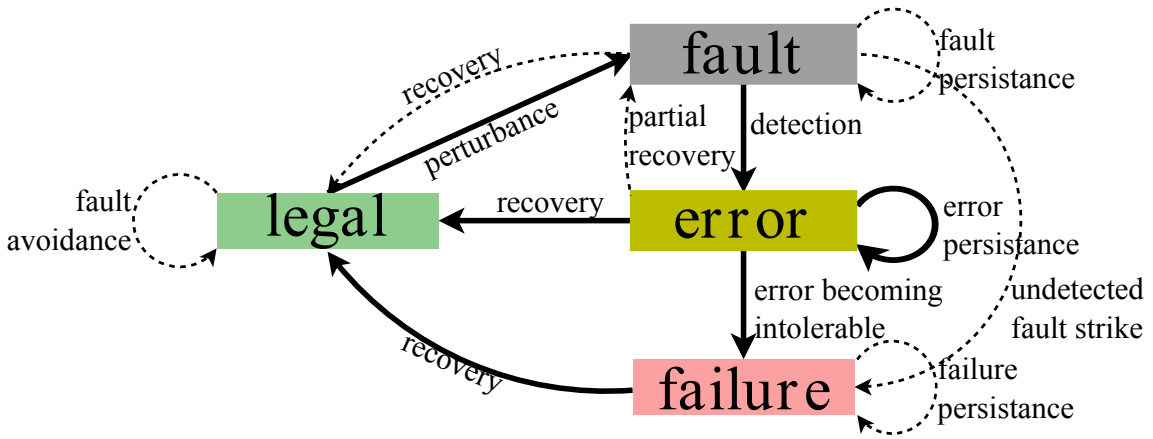 fault
fault
persistance
recovery
perturbance
partial
recovery
detection
fault
avoidance
legal
recovery
error
error
persistance
error becoming
intolerable
undetected
fault strike
recovery
failure
failure
persistance